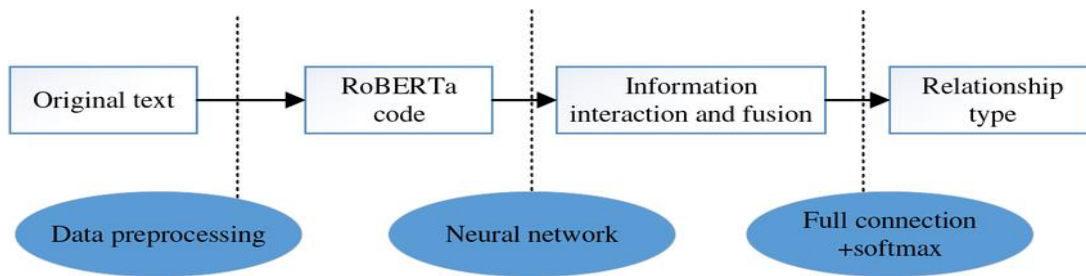 Original text
RoBERTa
code
Information
interaction and fusion
Relationship
type
Data preprocessing
Neural network
Full connection
+softmax